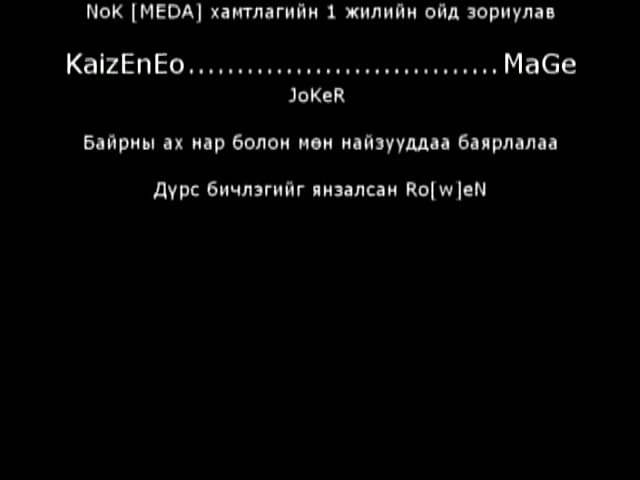 NoK [MEDA] хамтлагийн 1 жилийн ойд зориулав
KaizEnEo................................MaGe
JoKeR
Байрны ах нар болон мөн найзууддаа баярлалаа
Дүрс бичлэгийг янзалсан Ro[w]eN